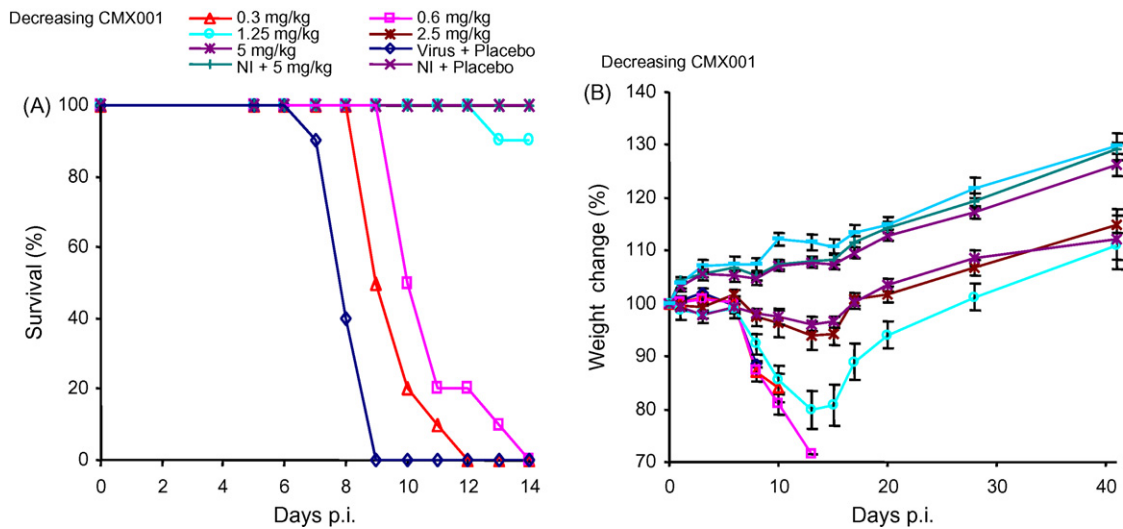 Decreasing CMX001
0.3 mg/kg 0.6 mg/kg
1.25 mg/kg 2.5 mg/kg
5 mg/kg Virus + Placebo
NI + 5 mg/kg NI + Placebo
(A)
Survival (%)
100
80
60
40
20
0
0 2 4 6 8 10 12 14
Days p.i.
Decreasing CMX001
(B)
Weight change (%)
140
130
120
110
100
90
80
70
0 10 20 30 40
Days p.i.